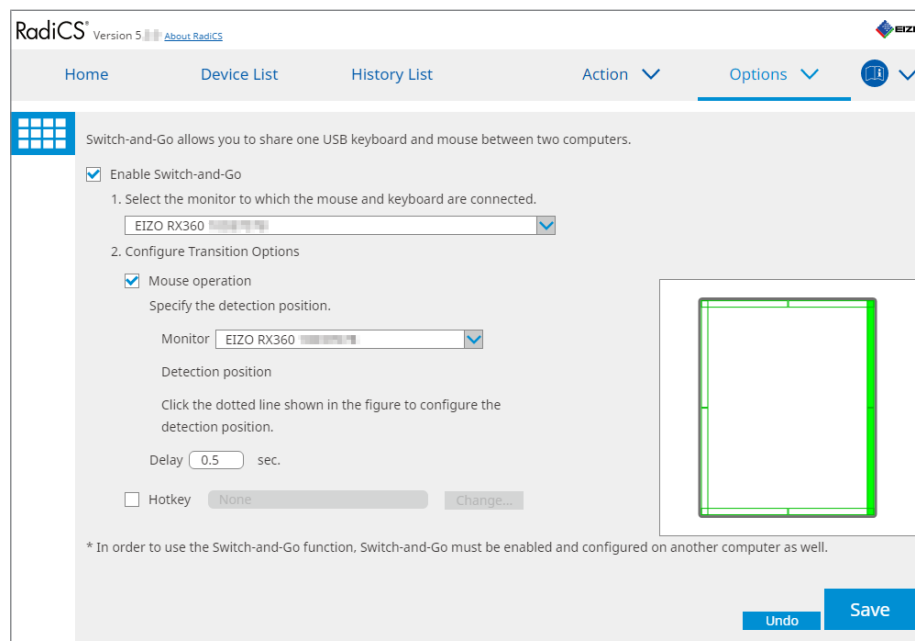 RadiCS® Version 5. About RadiCS
EIZ
Home Device List History List Action Options
Switch-and-Go allows you to share one USB keyboard and mouse between two computers.
Enable Switch-and-Go
1. Select the monitor to which the mouse and keyboard are connected.
EIZO RX360
2. Configure Transition Options
Mouse operation
Specify the detection position.
Monitor EIZO RX360
Detection position
Click the dotted line shown in the figure to configure the
detection position.
Delay 0.5 sec.
Hotkey None Change...
* In order to use the Switch-and-Go function, Switch-and-Go must be enabled and configured on another computer as well.
Undo Save